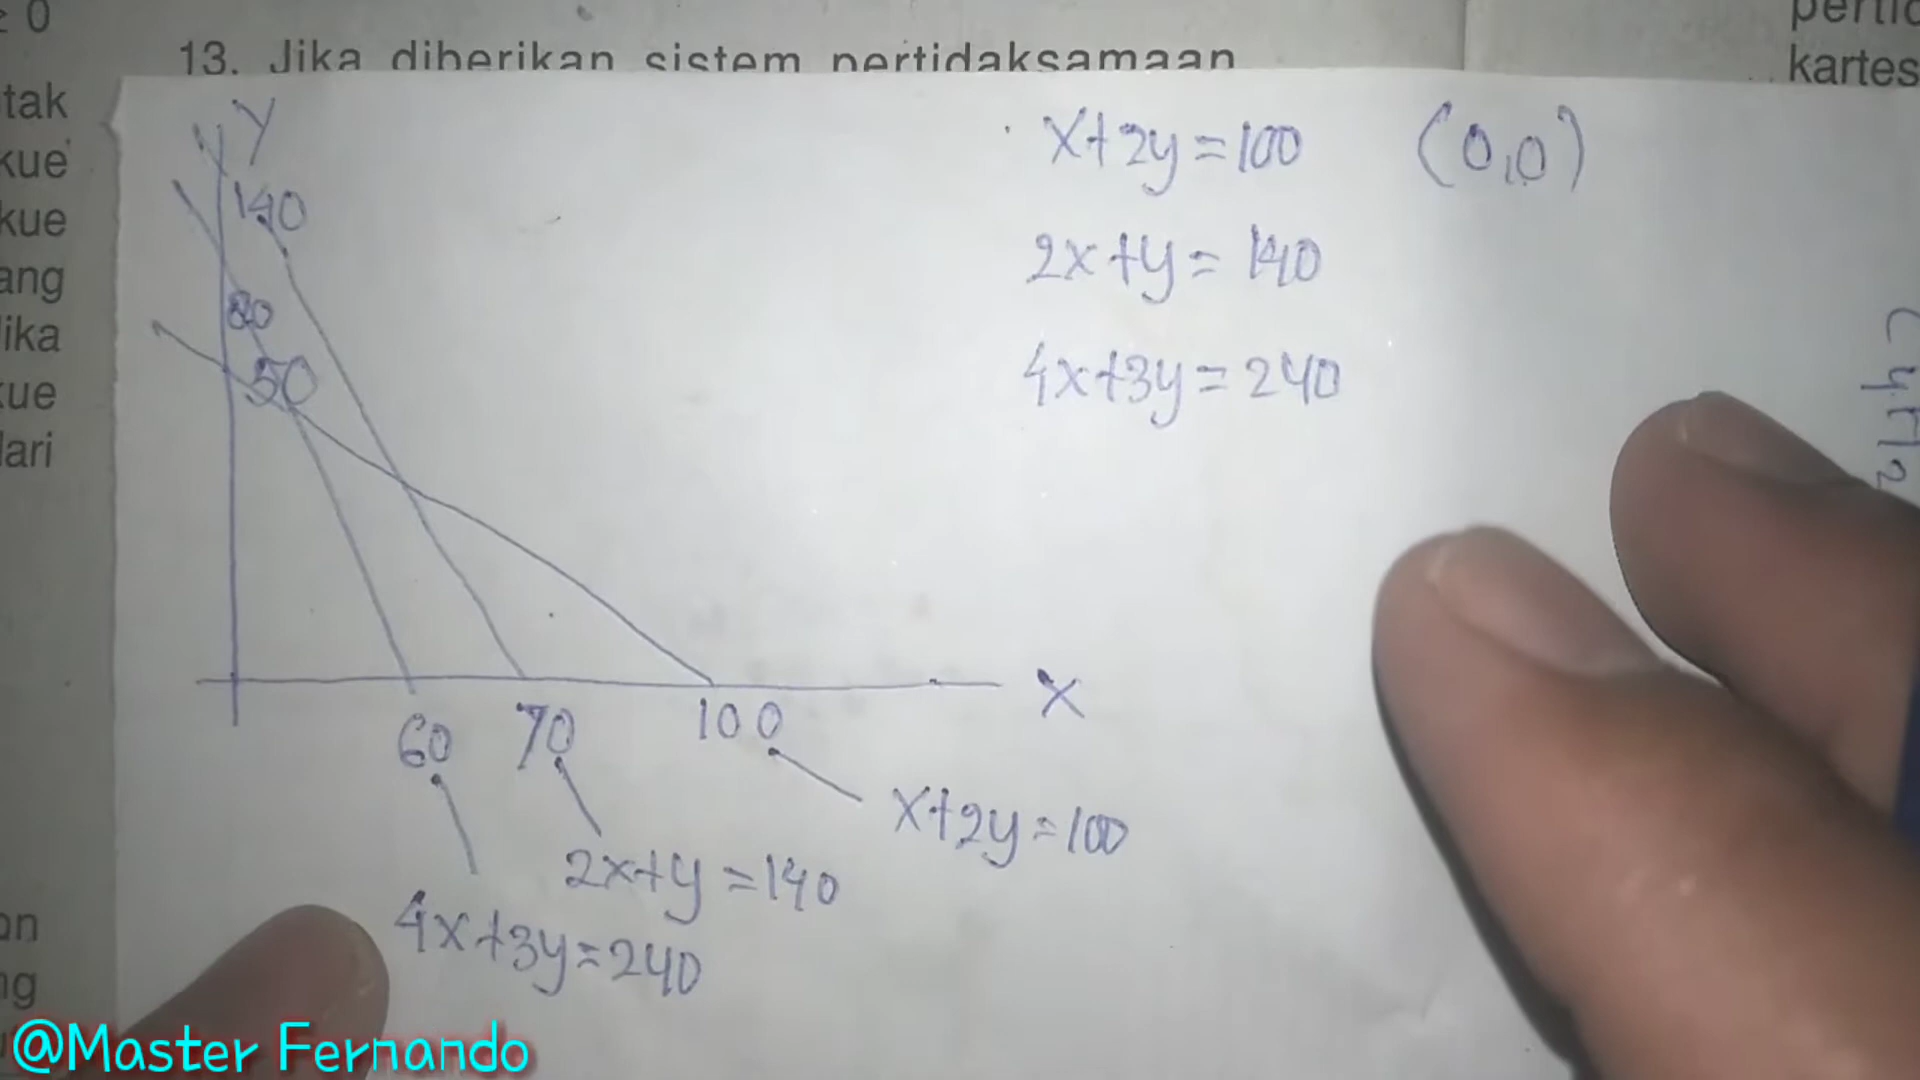 ≥ 0
13. Jika diberikan sistem pertidaksamaan
kartes
tak
kue
kue
ang
ika
kue
lari
an
ng
Y
140
80
50
60
70
100
X
x+2y=100
2x+y=140
4x+3y=240
x+2y=100 (0,0)
2x+y=140
4x+3y=240
@Master Fernando